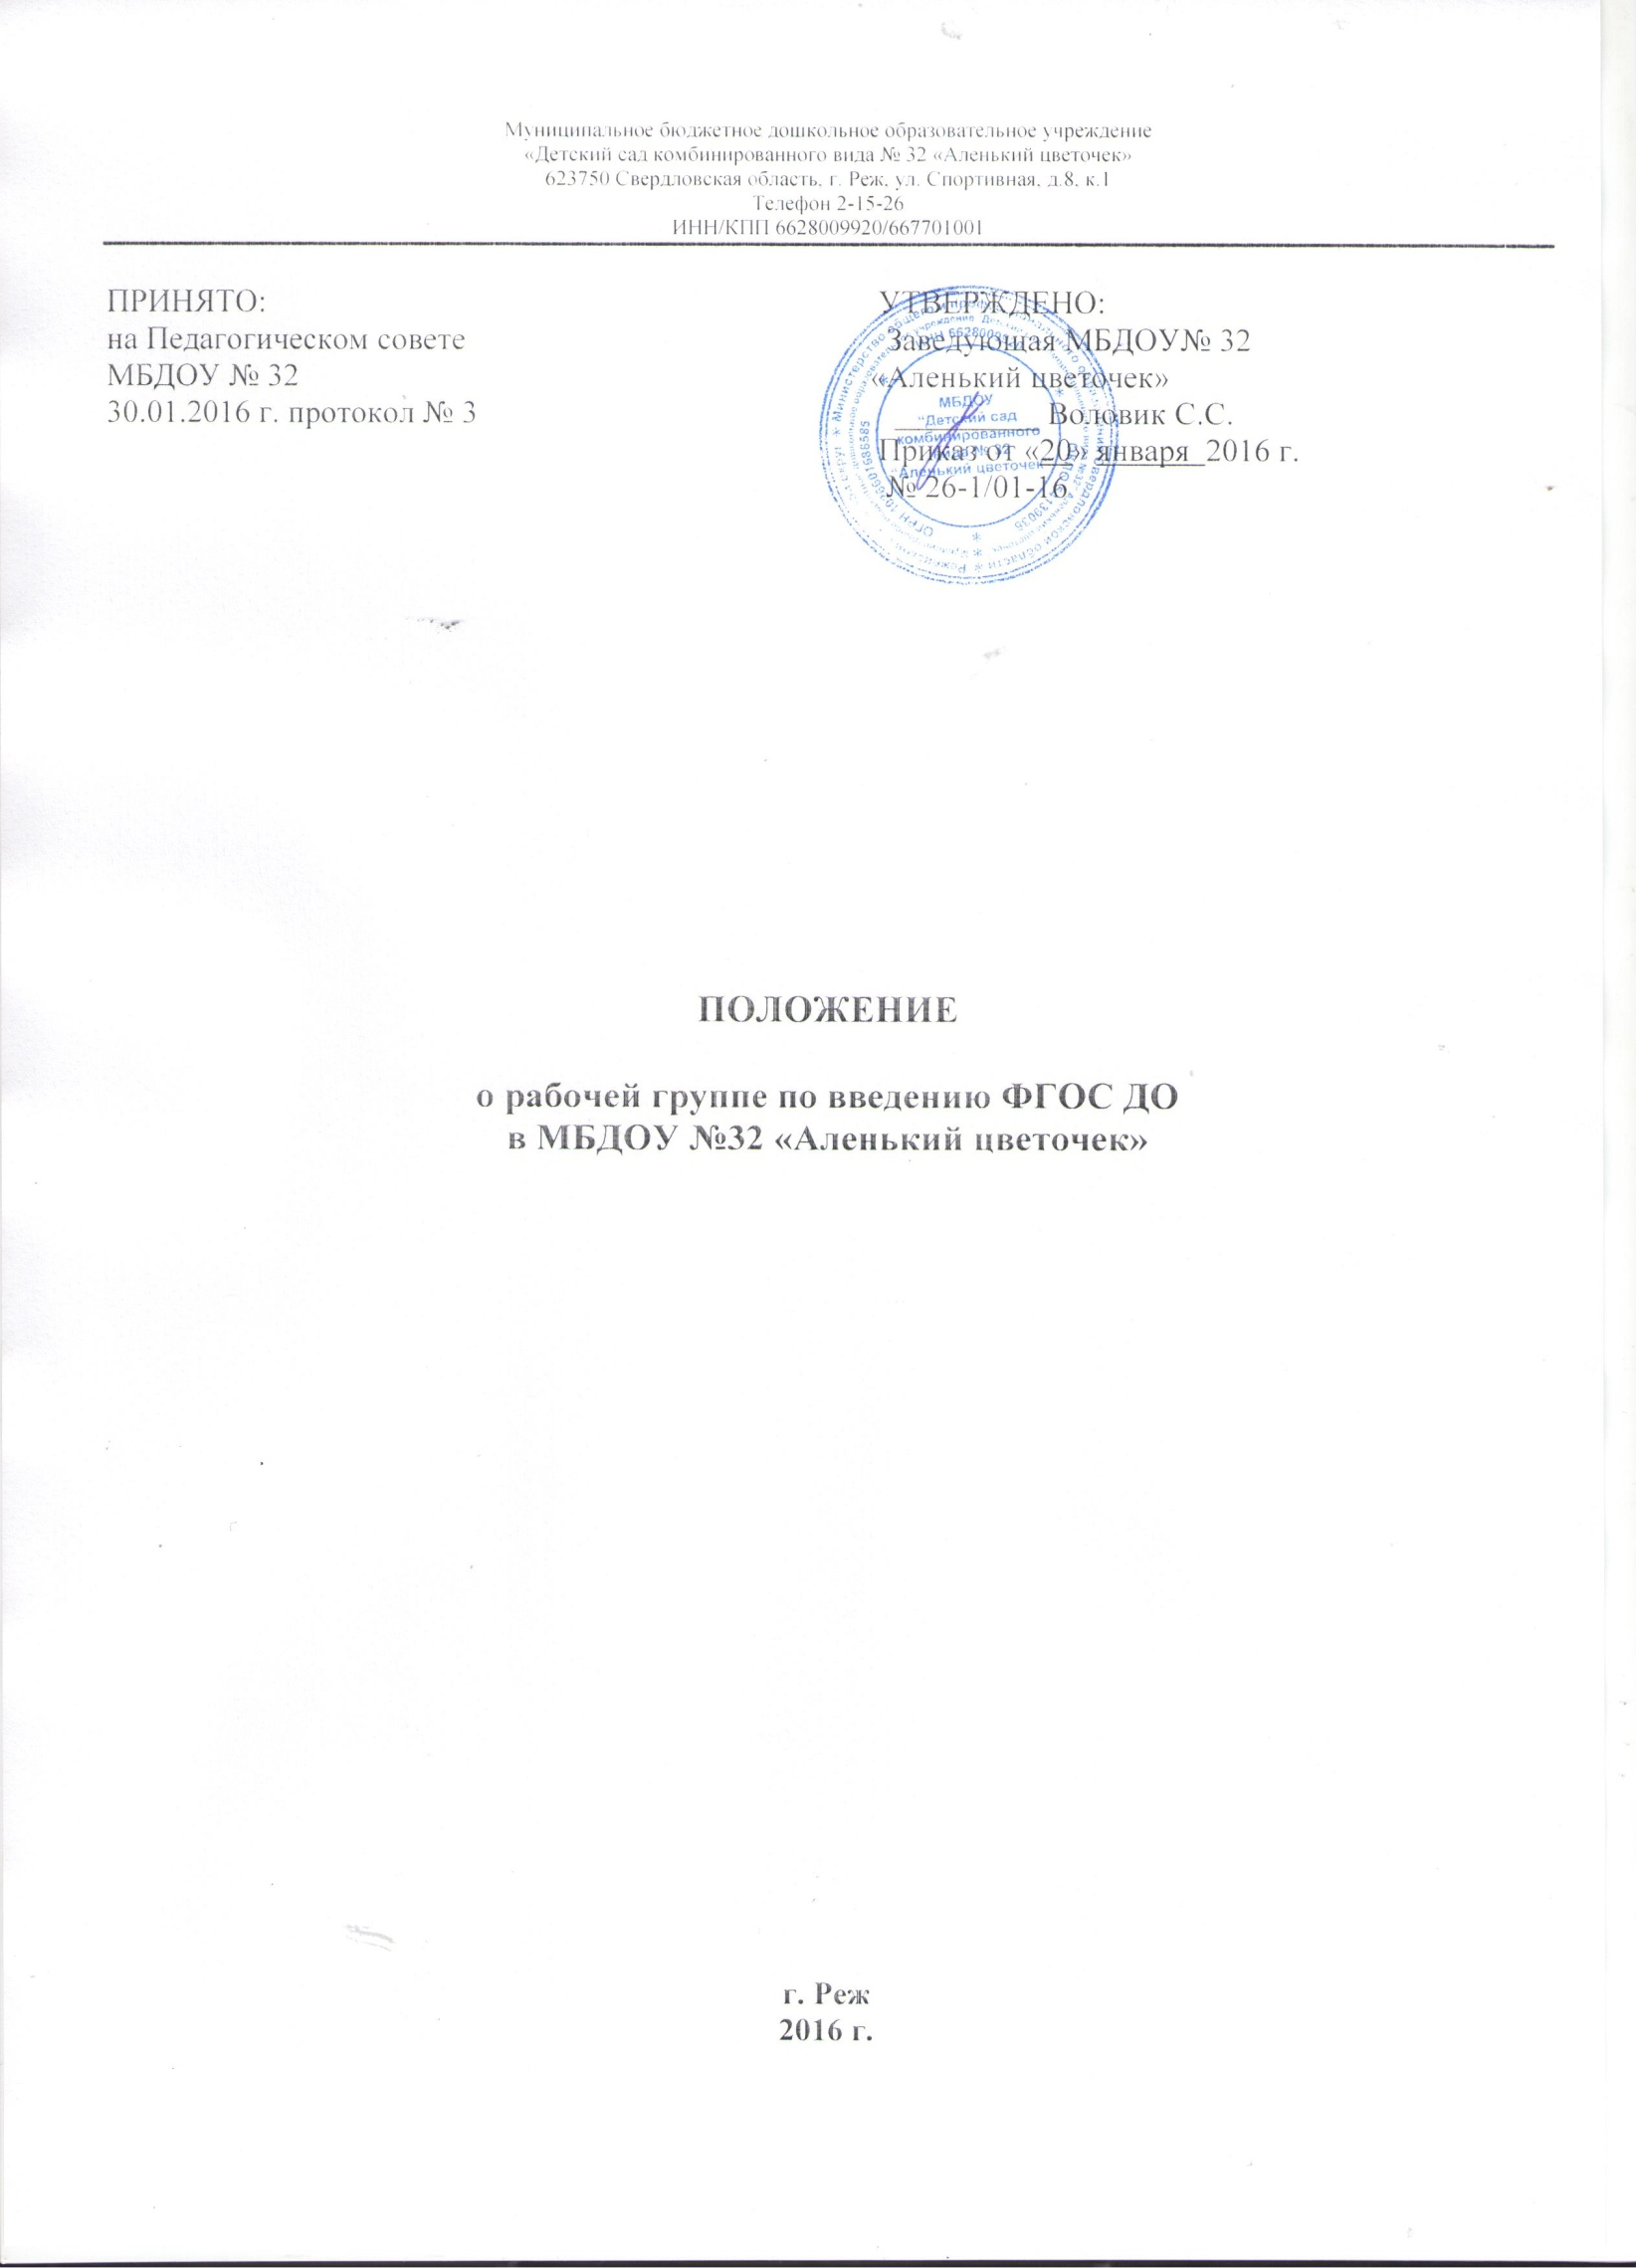 Муниципальное бюджетное дошкольное образовательное учреждение
«Детский сад комбинированного вида № 32 «Аленький цветочек»
623750 Свердловская область, г. Реж, ул. Спортивная, д.8, к.1
Телефон 2-15-26
ИНН/КПП 6628009920/667701001
ПРИНЯТО:
на Педагогическом совете
МБДОУ № 32
30.01.2016 г. протокол № 3
УТВЕРЖДЕНО:
Заведующая МБДОУ№ 32
«Аленький цветочек»
Воловик С.С.
Приказ от «20» января 2016 г.
№ 26-1/01-16
МБДОУ
"Детский сад
комбинированного
вида № 32
"Аленький цветочек"
ПОЛОЖЕНИЕ
о рабочей группе по введению ФГОС ДО
в МБДОУ №32 «Аленький цветочек»
г. Реж
2016 г.